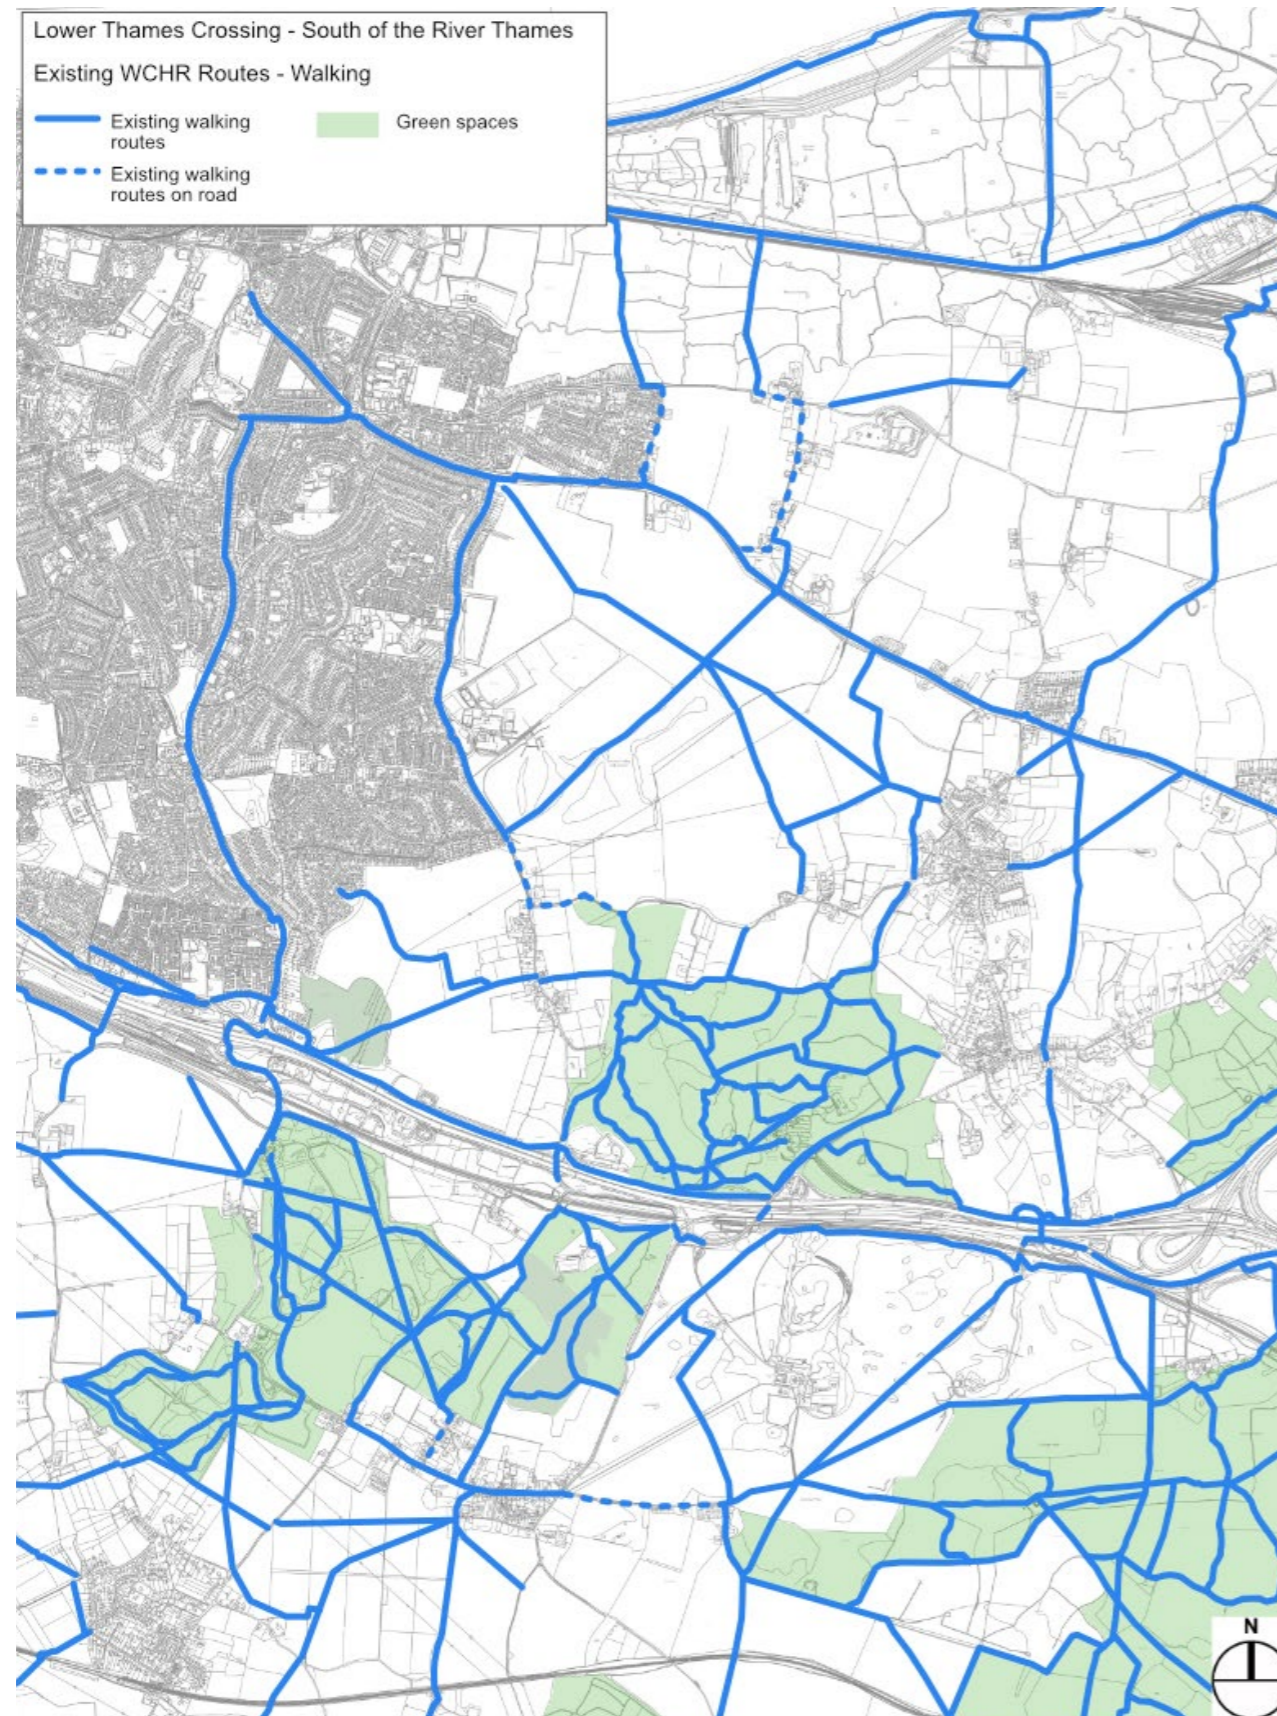 Lower Thames Crossing - South of the River Thames
Existing WCHR Routes - Walking
Existing walking
routes
Green spaces
Existing walking
routes on road
N